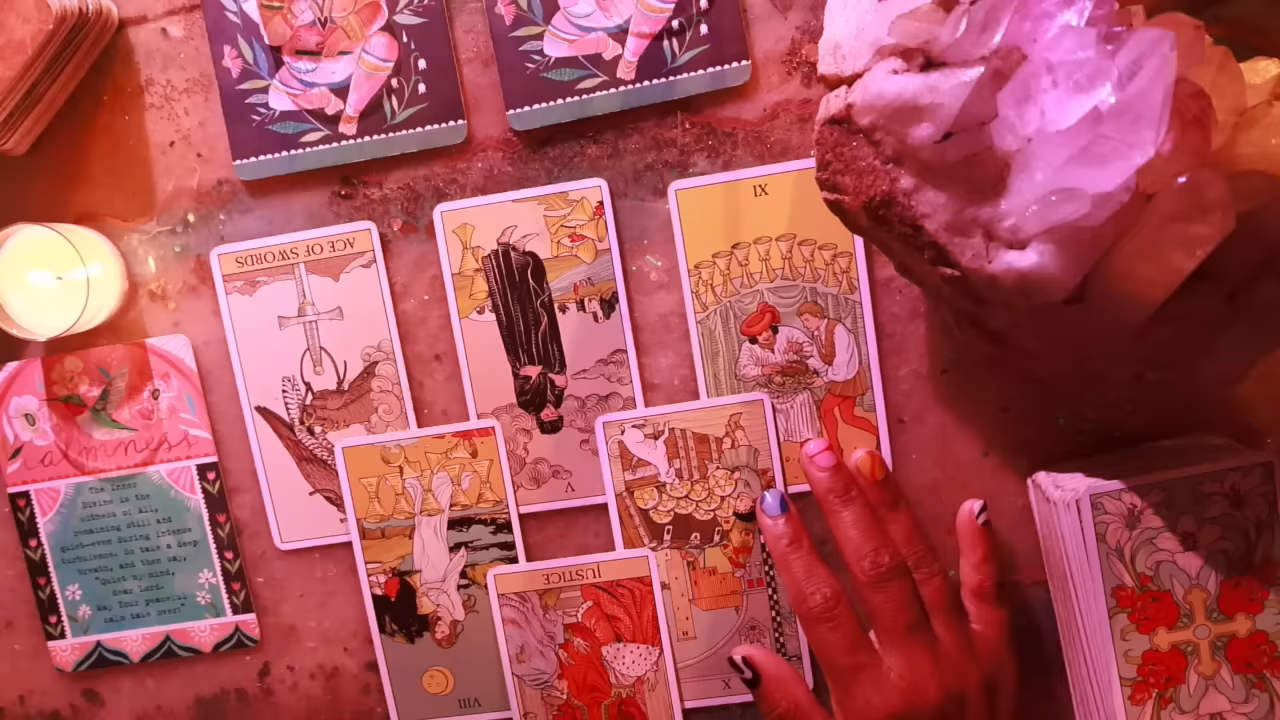 XI
ACE OF SWORDS
V
calmness
The Inner
Divine is the
witness of All,
remaining still and
quiet—even during intense
turbulence. So take a deep
breath, and then say,
"Quiet my mind,
dear Lord.
May Your peaceful
calm take over!"
JUSTICE
X
VIII